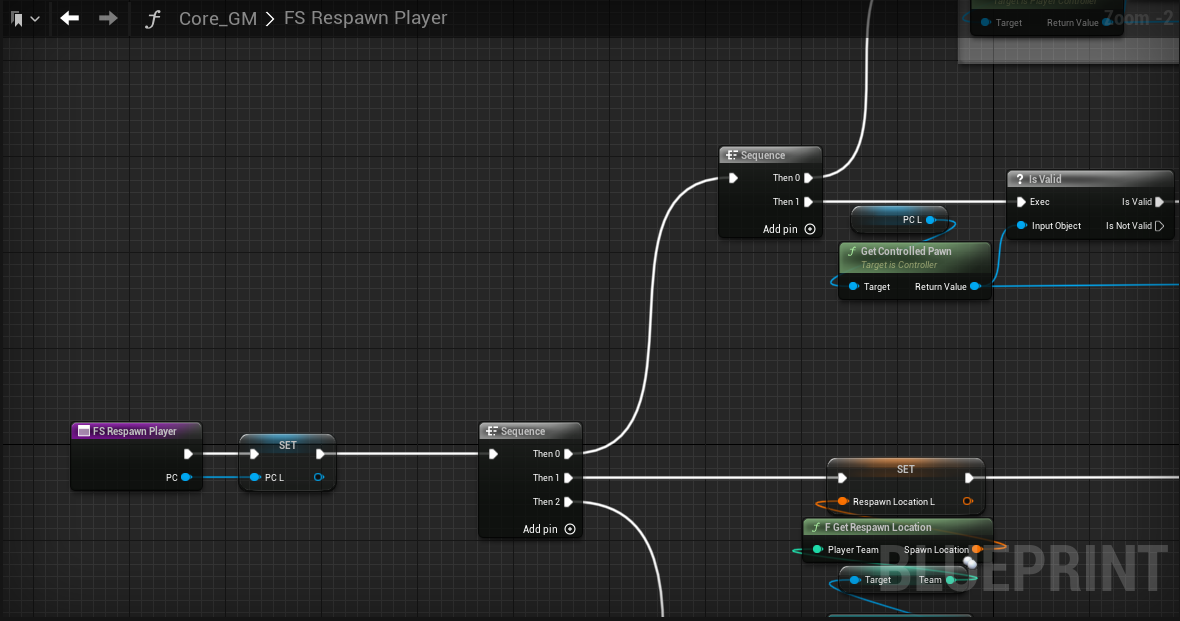 Core_GM > FS Respawn Player
Target is Player Controller
Target Return Value
Zoom -2
Sequence
Then 0
Then 1
Add pin
PC L
Get Controlled Pawn
Target is Controller
Target Return Value
? Is Valid
Exec Is Valid
Input Object Is Not Valid
FS Respawn Player
PC
SET
PC L
Sequence
Then 0
Then 1
Then 2
Add pin
SET
Respawn Location L
F Get Respawn Location
Player Team Spawn Location
Target Team
BLUEPRINT